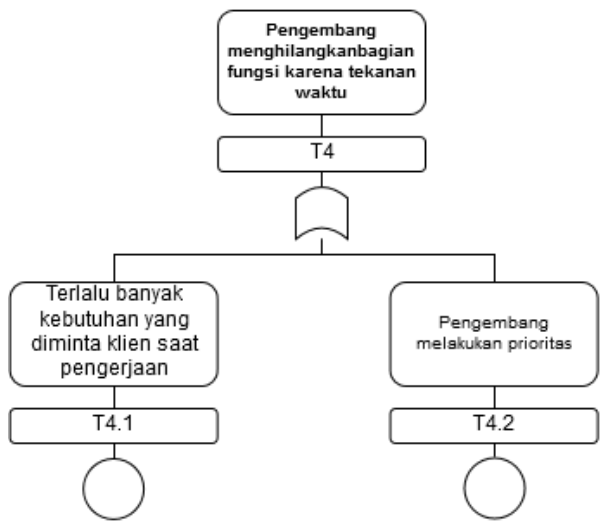 Pengembang
menghilangkanbagian
fungsi karena tekanan
waktu
T4
Terlalu banyak
kebutuhan yang
diminta klien saat
pengerjaan
T4.1
Pengembang
melakukan prioritas
T4.2